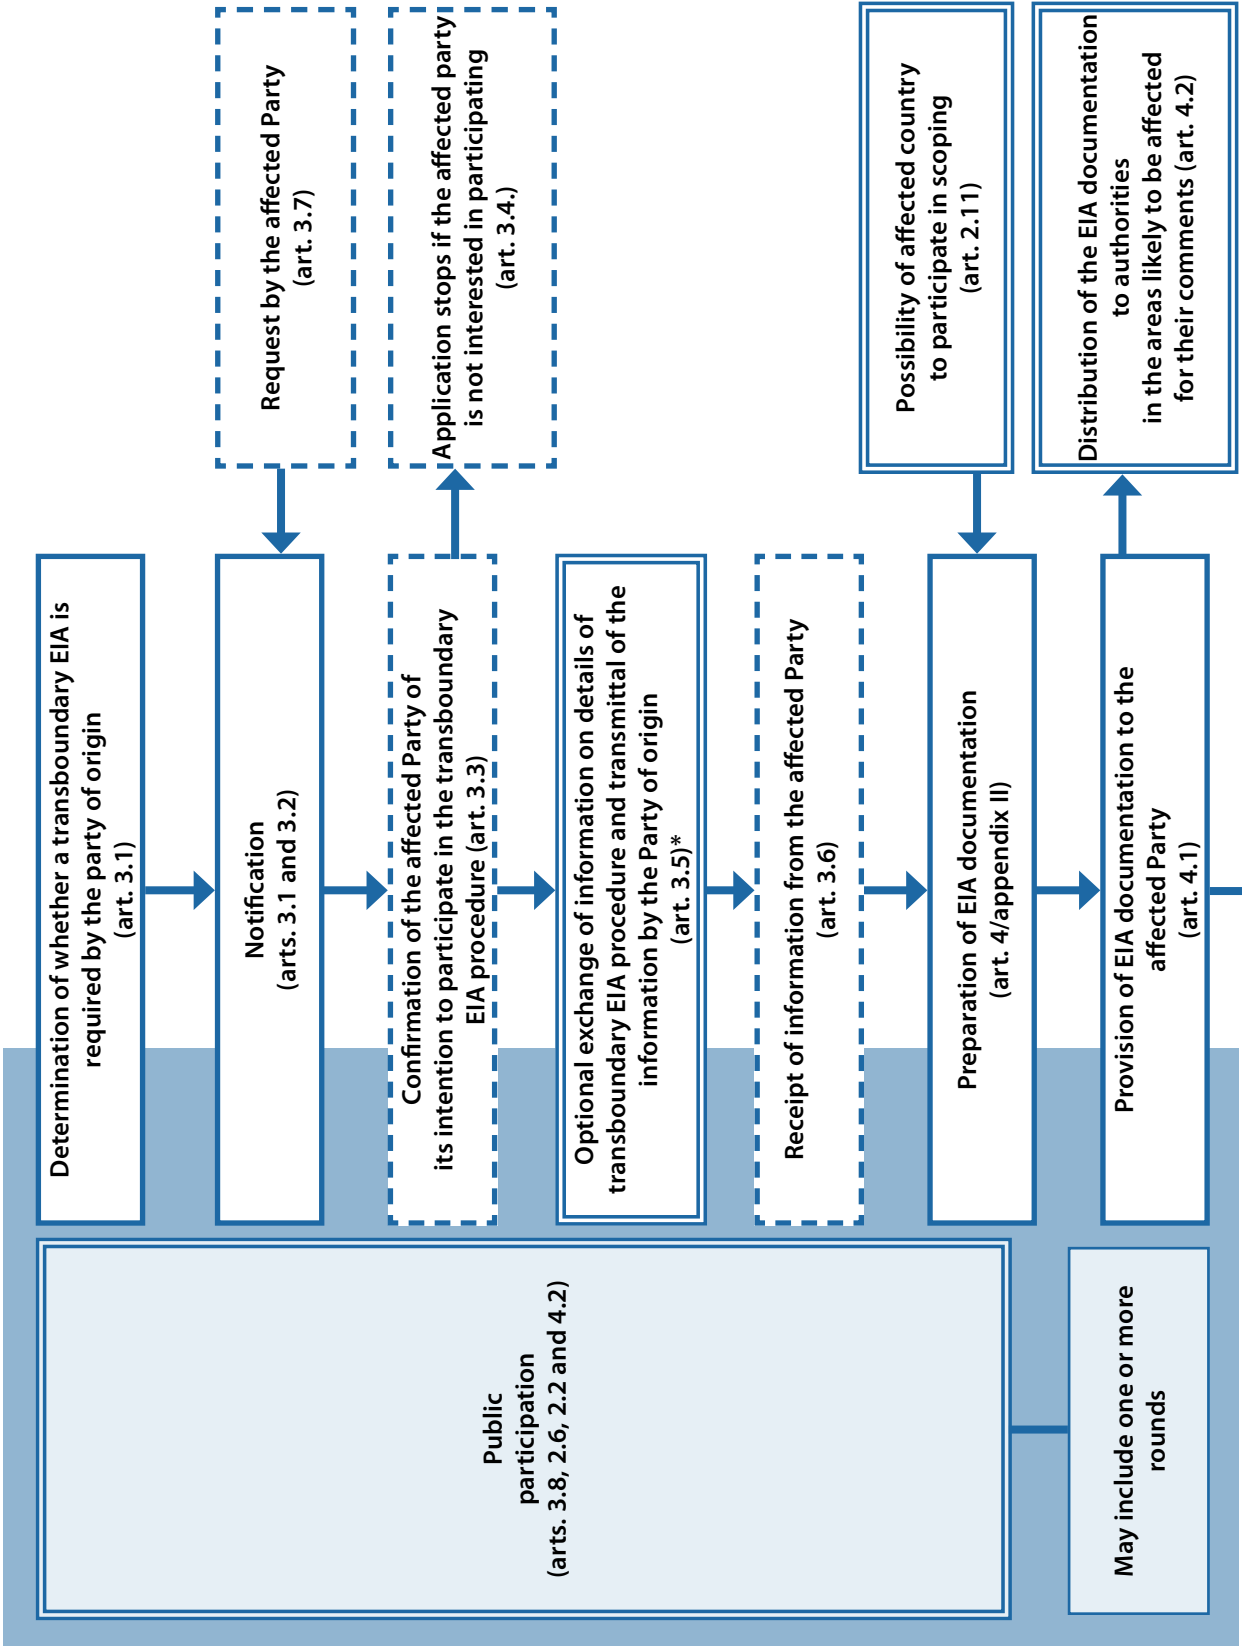 Determination of whether a transboundary EIA is
required by the party of origin
(art. 3.1)
Request by the affected Party
(art. 3.7)
Notification
(arts. 3.1 and 3.2)
Application stops if the affected party
is not interested in participating
(art. 3.4.)
Confirmation of the affected Party of
its intention to participate in the transboundary
EIA procedure (art. 3.3)
Optional exchange of information on details of
transboundary EIA procedure and transmittal of the
information by the Party of origin
(art. 3.5)*
Receipt of information from the affected Party
(art. 3.6)
Possibility of affected country
to participate in scoping
(art. 2.11)
Preparation of EIA documentation
(art. 4/appendix II)
Distribution of the EIA documentation
to authorities
in the areas likely to be affected
for their comments (art. 4.2)
Provision of EIA documentation to the
affected Party
(art. 4.1)
Public
participation
(arts. 3.8, 2.6, 2.2 and 4.2)
May include one or more
rounds